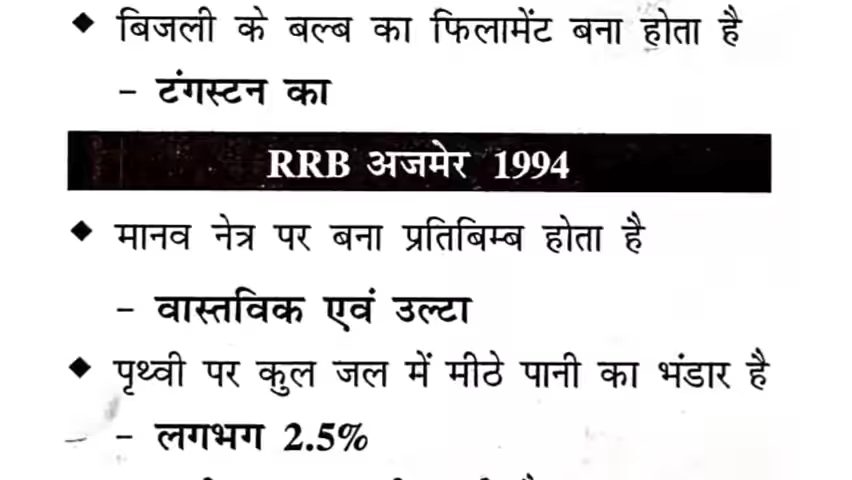 ◆ बिजली के बल्ब का फिलामेंट बना होता है
– टंगस्टन का
RRB अजमेर 1994
◆ मानव नेत्र पर बना प्रतिबिम्ब होता है
– वास्तविक एवं उल्टा
◆ पृथ्वी पर कुल जल में मीठे पानी का भंडार है
– लगभग 2.5%